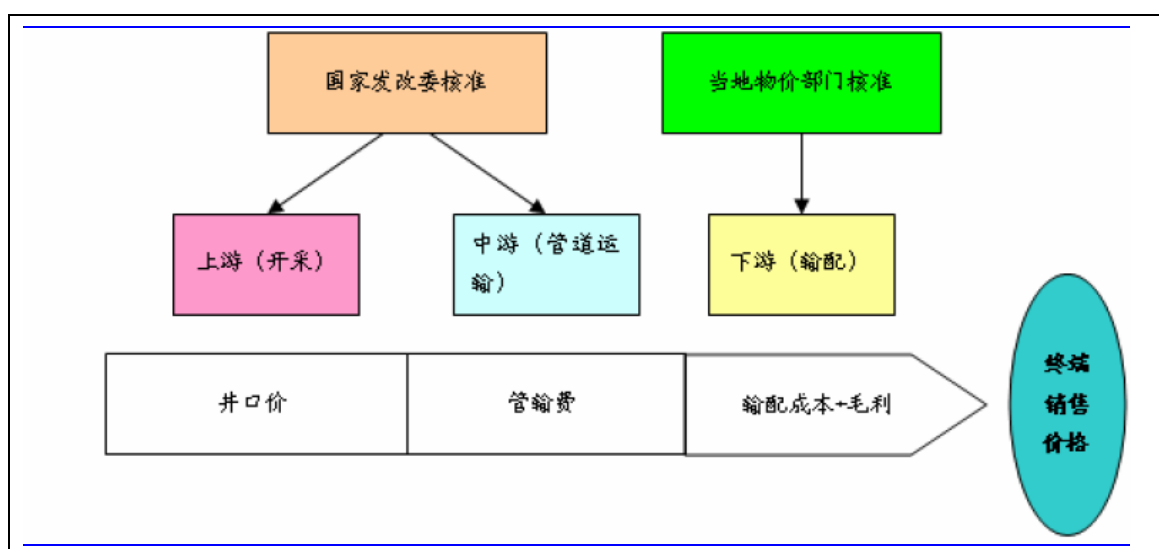 国家发改委核准
当地物价部门核准
上游（开采）
中游（管道运
输）
下游（输配）
井口价
管输费
输配成本+毛利
终端
销售
价格